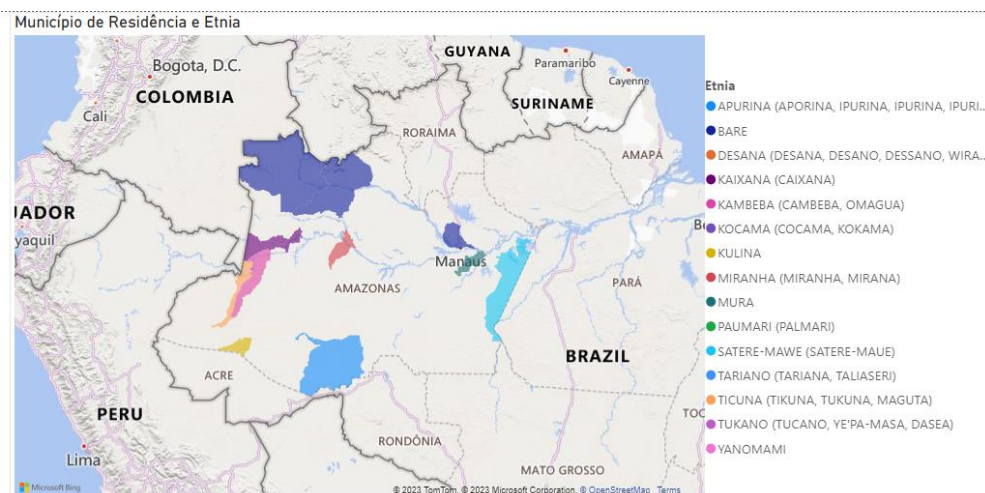 Município de Residência e Etnia
GUYANA
Paramaribo
Bogota, D.C.
Cayenne
COLOMBIA
SURINAME
Cali
RORAIMA
AMAPÁ
UADOR
yaquil
Be
Manaus
AMAZONAS
PARÁ
BRAZIL
ACRE
PERU
TOC
RONDÔNIA
Lima
MATO GROSSO
Microsoft Bing
© 2023 TomTom, © 2023 Microsoft Corporation, © OpenStreetMap Terms
Etnia
APURINA (APORINA, IPURINA, IPURINA, IPURI...
BARE
DESANA (DESANA, DESANO, DESSANO, WIRA...
KAIXANA (CAIXANA)
KAMBEBA (CAMBEBA, OMAGUA)
KOCAMA (COCAMA, KOKAMA)
KULINA
MIRANHA (MIRANHA, MIRANA)
MURA
PAUMARI (PALMARI)
SATERE-MAWE (SATERE-MAUE)
TARIANO (TARIANA, TALIASERI)
TICUNA (TIKUNA, TUKUNA, MAGUTA)
TUKANO (TUCANO, YE'PA-MASA, DASEA)
YANOMAMI